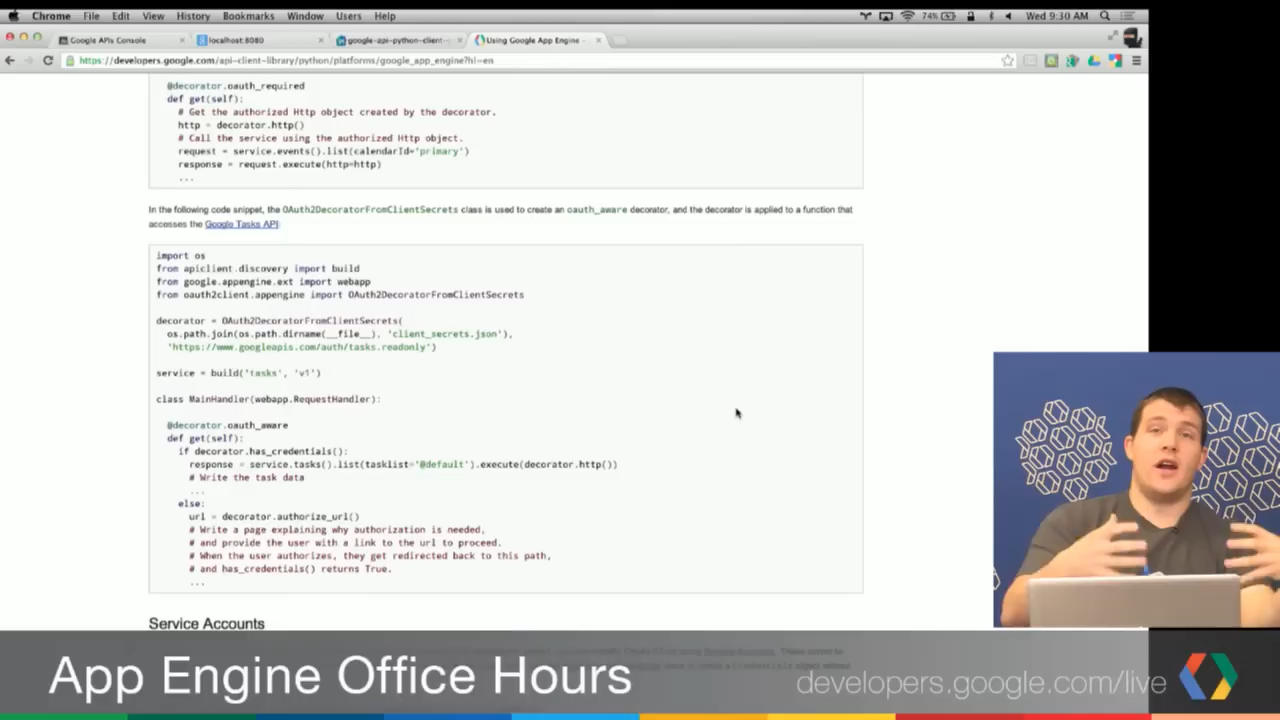 Chrome File Edit View History Bookmarks Window Users Help 74% Wed 9:30 AM
Google APIs Console localhost:8080 google-api-python-client- Using Google App Engine -
https://developers.google.com/api-client-library/python/platforms/google_app_engine?hl=en
@decorator.oauth_required
def get(self):
# Get the authorized Http object created by the decorator.
http = decorator.http()
# Call the service using the authorized Http object.
request = service.events().list(calendarId='primary')
response = request.execute(http=http)
...
In the following code snippet, the OAuth2DecoratorFromClientSecrets class is used to create an oauth_aware decorator, and the decorator is applied to a function that
accesses the Google Tasks API:
import os
from apiclient.discovery import build
from google.appengine.ext import webapp
from oauth2client.appengine import OAuth2DecoratorFromClientSecrets
decorator = OAuth2DecoratorFromClientSecrets(
os.path.join(os.path.dirname(__file__), 'client_secrets.json'),
'https://www.googleapis.com/auth/tasks.readonly')
service = build('tasks', 'v1')
class MainHandler(webapp.RequestHandler):
@decorator.oauth_aware
def get(self):
if decorator.has_credentials():
response = service.tasks().list(tasklist='@default').execute(decorator.http())
# Write the task data
...
else:
url = decorator.authorize_url()
# Write a page explaining why authorization is needed,
# and provide the user with a link to the url to proceed.
# When the user authorizes, they get redirected back to this path,
# and has_credentials() returns True.
...
Service Accounts
App Engine Office Hours
developers.google.com/live